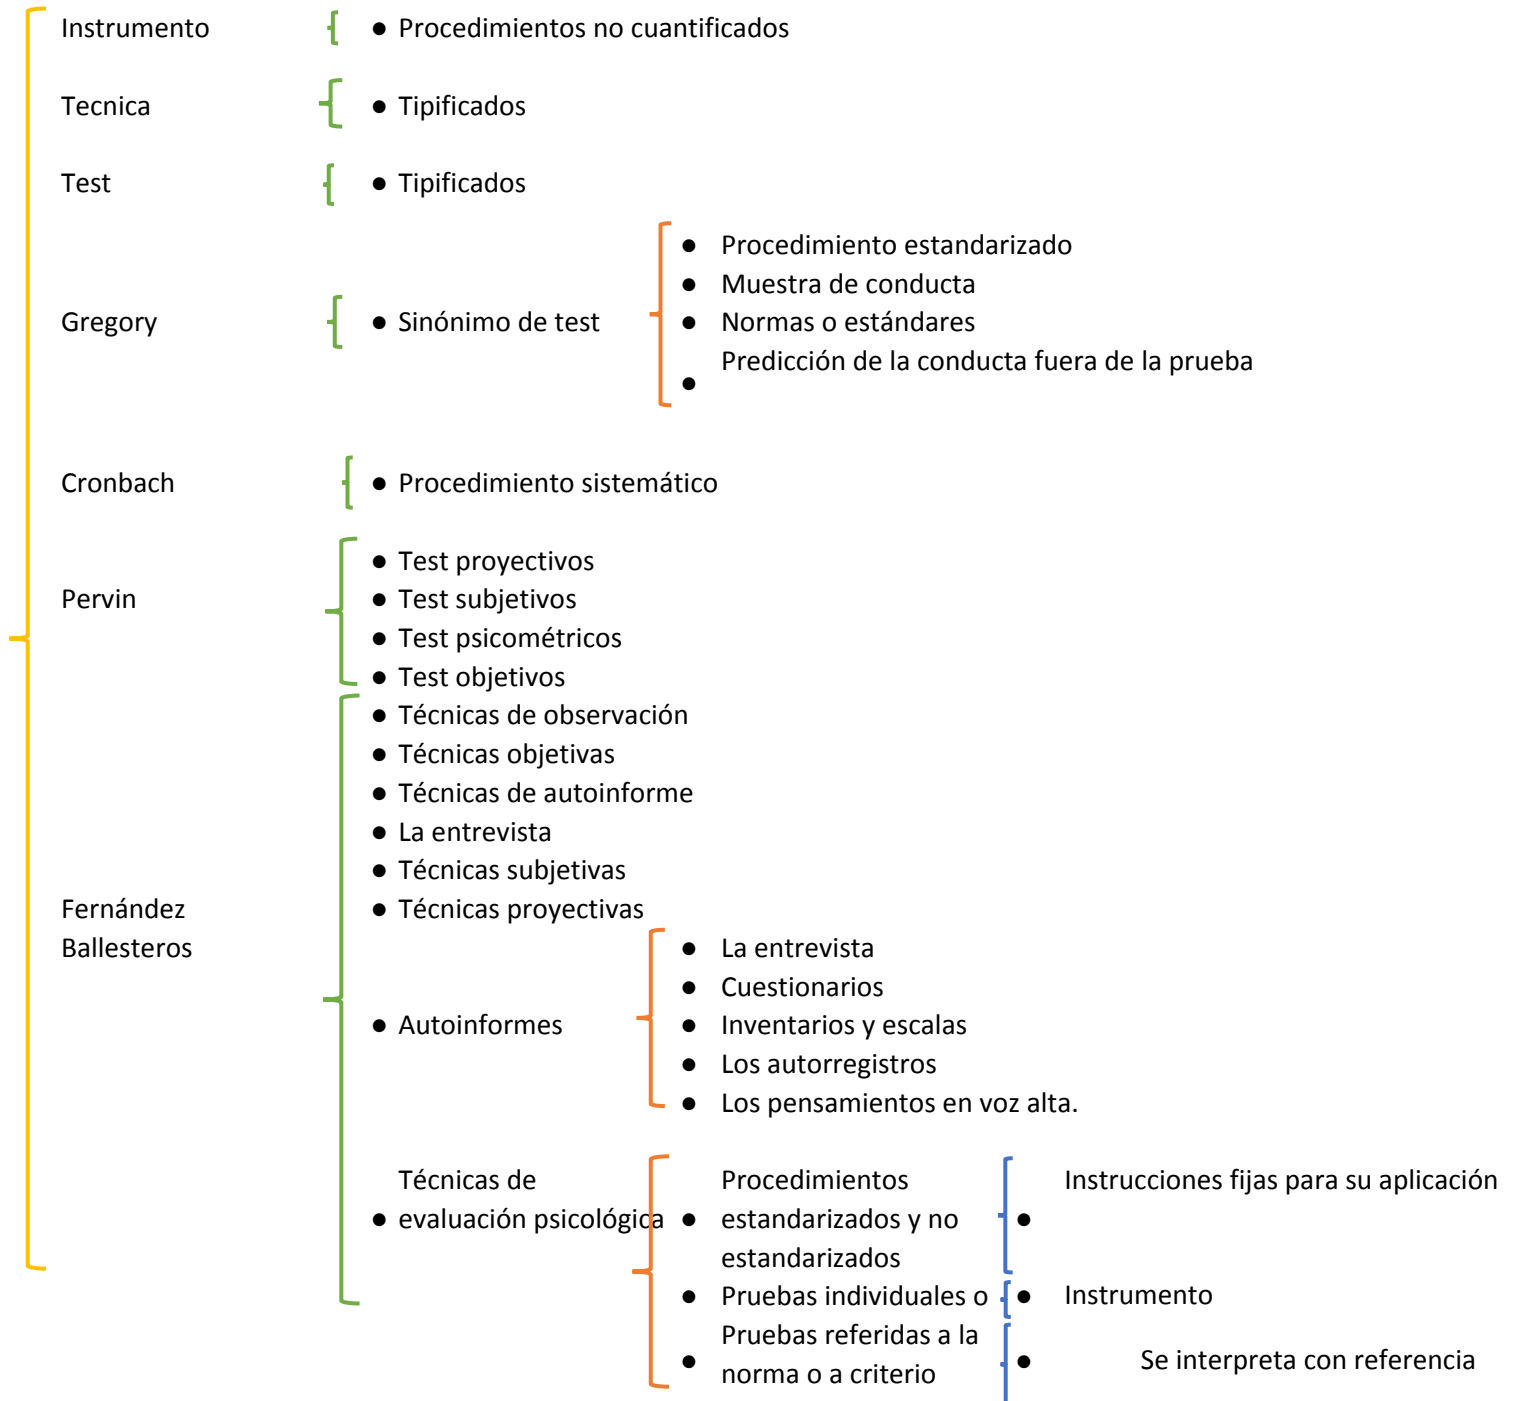 Instrumento
● Procedimientos no cuantificados
Tecnica
● Tipificados
Test
● Tipificados
Gregory
● Sinónimo de test
● Procedimiento estandarizado
● Muestra de conducta
● Normas o estándares
● Predicción de la conducta fuera de la prueba
Cronbach
● Procedimiento sistemático
Pervin
● Test proyectivos
● Test subjetivos
● Test psicométricos
● Test objetivos
Fernández
Ballesteros
● Técnicas de observación
● Técnicas objetivas
● Técnicas de autoinforme
● La entrevista
● Técnicas subjetivas
● Técnicas proyectivas
● Autoinformes
● La entrevista
● Cuestionarios
● Inventarios y escalas
● Los autorregistros
● Los pensamientos en voz alta.
Técnicas de
● evaluación psicológica
Procedimientos
● estandarizados y no
estandarizados
● Instrucciones fijas para su aplicación
● Pruebas individuales o
● Instrumento
Pruebas referidas a la
● norma o a criterio
● Se interpreta con referencia